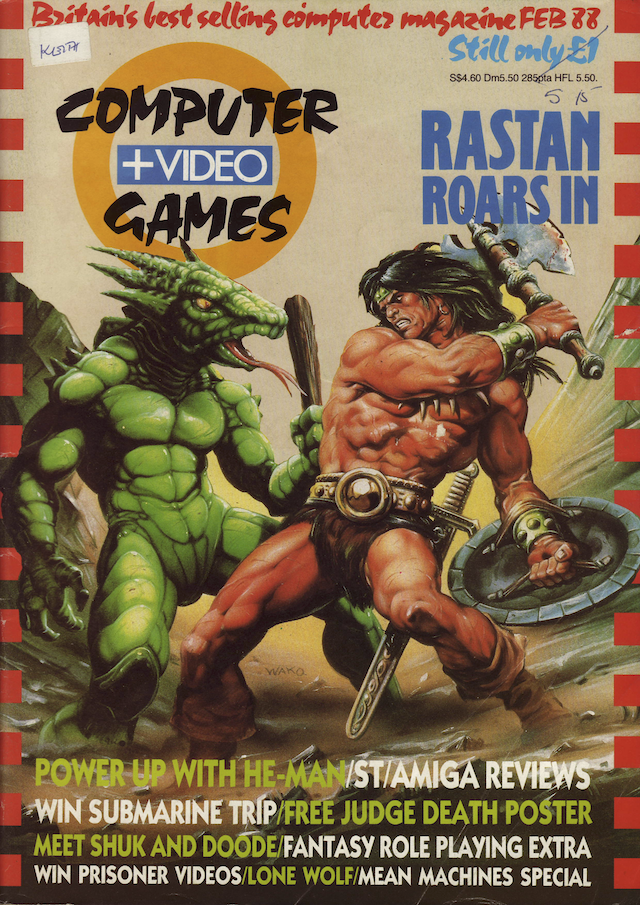 Britain's best selling computer magazine FEB 88
KEITH
Still only £1
S$4.60 Dm5.50 285pta HFL 5.50.
COMPUTER
+VIDEO
GAMES
RASTAN
ROARS IN
WAKO
POWER UP WITH HE-MAN/ST/AMIGA REVIEWS
WIN SUBMARINE TRIP/FREE JUDGE DEATH POSTER
MEET SHUK AND DOODE/FANTASY ROLE PLAYING EXTRA
WIN PRISONER VIDEOS/LONE WOLF/MEAN MACHINES SPECIAL